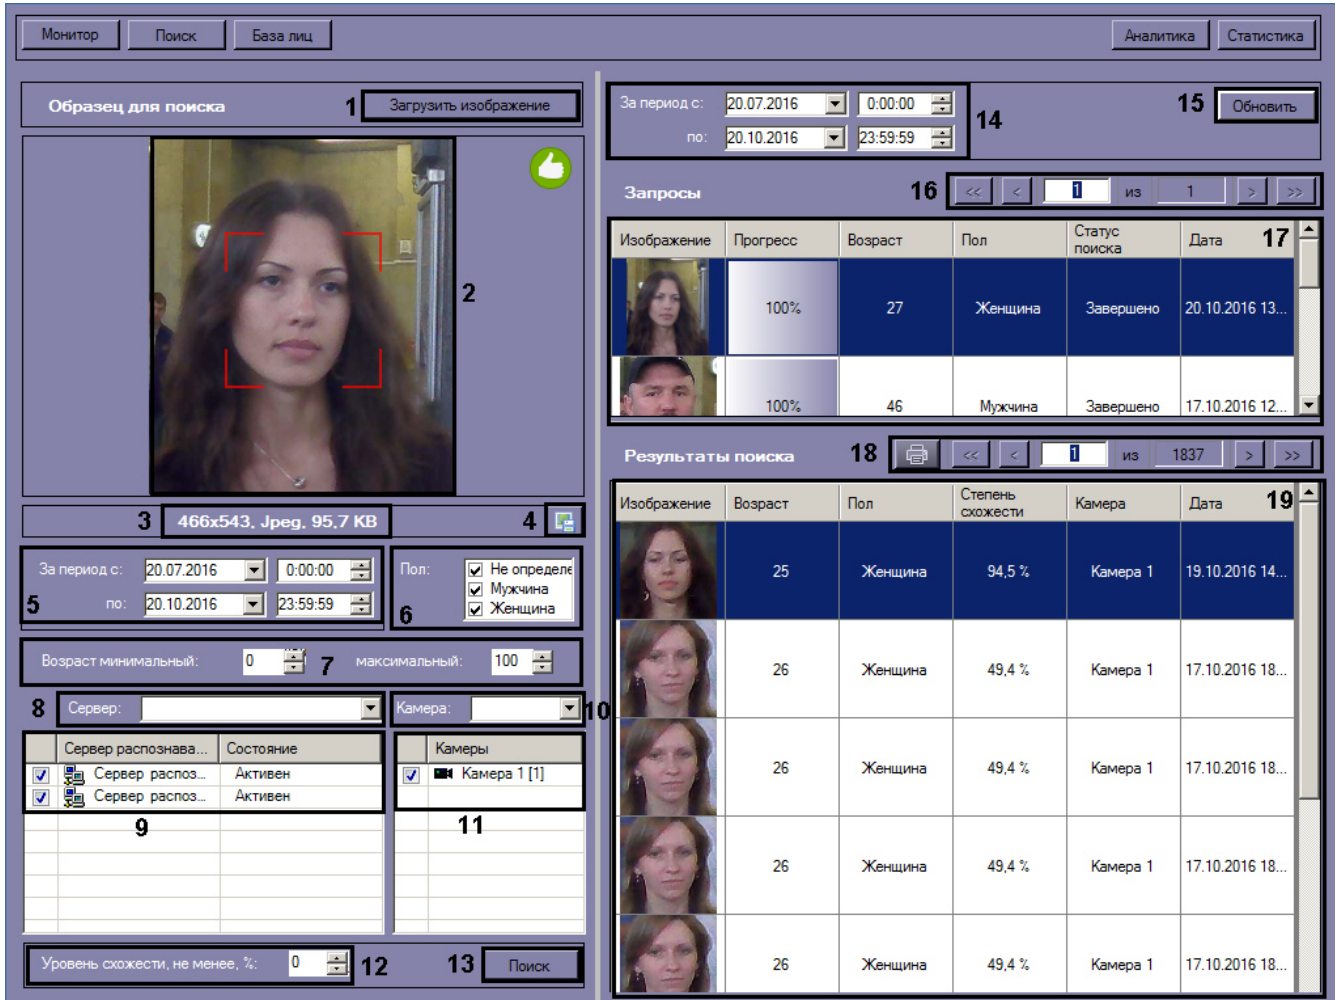 Монитор Поиск База лиц Аналитика Статистика
Образец для поиска 1 Загрузить изображение
2
3 466x543, Jpeg, 95,7 KB 4
За период с: 20.07.2016 0:00:00
5 по: 20.10.2016 23:59:59
Пол: Не определе
Мужчина
6 Женщина
Возраст минимальный: 0 7 максимальный: 100
8 Сервер: Камера: 10
Сервер распознава... Состояние
Сервер распоз... Активен
Сервер распоз... Активен
9
Камеры
Камера 1 [1]
11
Уровень схожести, не менее, %: 0 12 13 Поиск
За период с: 20.07.2016 0:00:00 14 15 Обновить
по: 20.10.2016 23:59:59
Запросы 16 << < 1 из 1 > >>
Изображение Прогресс Возраст Пол Статус поиска Дата 17
100% 27 Женщина Завершено 20.10.2016 13...
100% 46 Мужчина Завершено 17.10.2016 12...
Результаты поиска 18 << < 1 из 1837 > >>
Изображение Возраст Пол Степень схожести Камера Дата 19
25 Женщина 94,5 % Камера 1 19.10.2016 14...
26 Женщина 49,4 % Камера 1 17.10.2016 18...
26 Женщина 49,4 % Камера 1 17.10.2016 18...
26 Женщина 49,4 % Камера 1 17.10.2016 18...
26 Женщина 49,4 % Камера 1 17.10.2016 18...